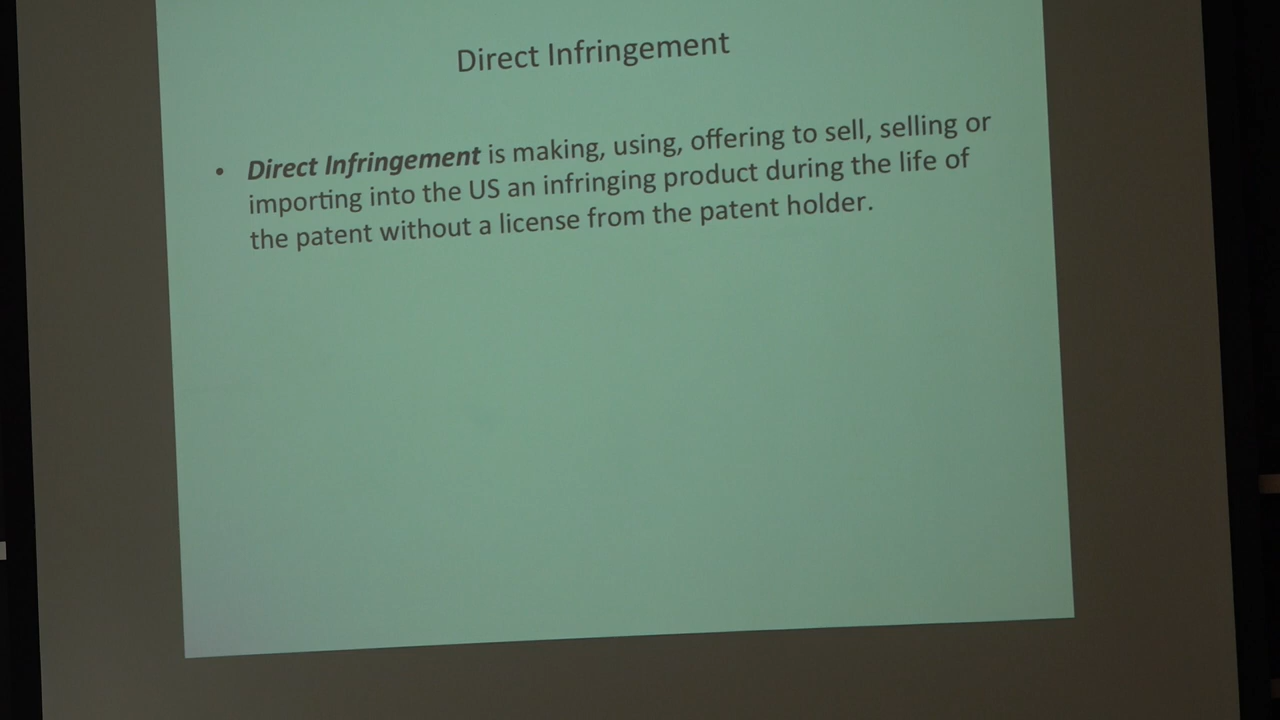 Direct Infringement
• Direct Infringement is making, using, offering to sell, selling or
importing into the US an infringing product during the life of
the patent without a license from the patent holder.